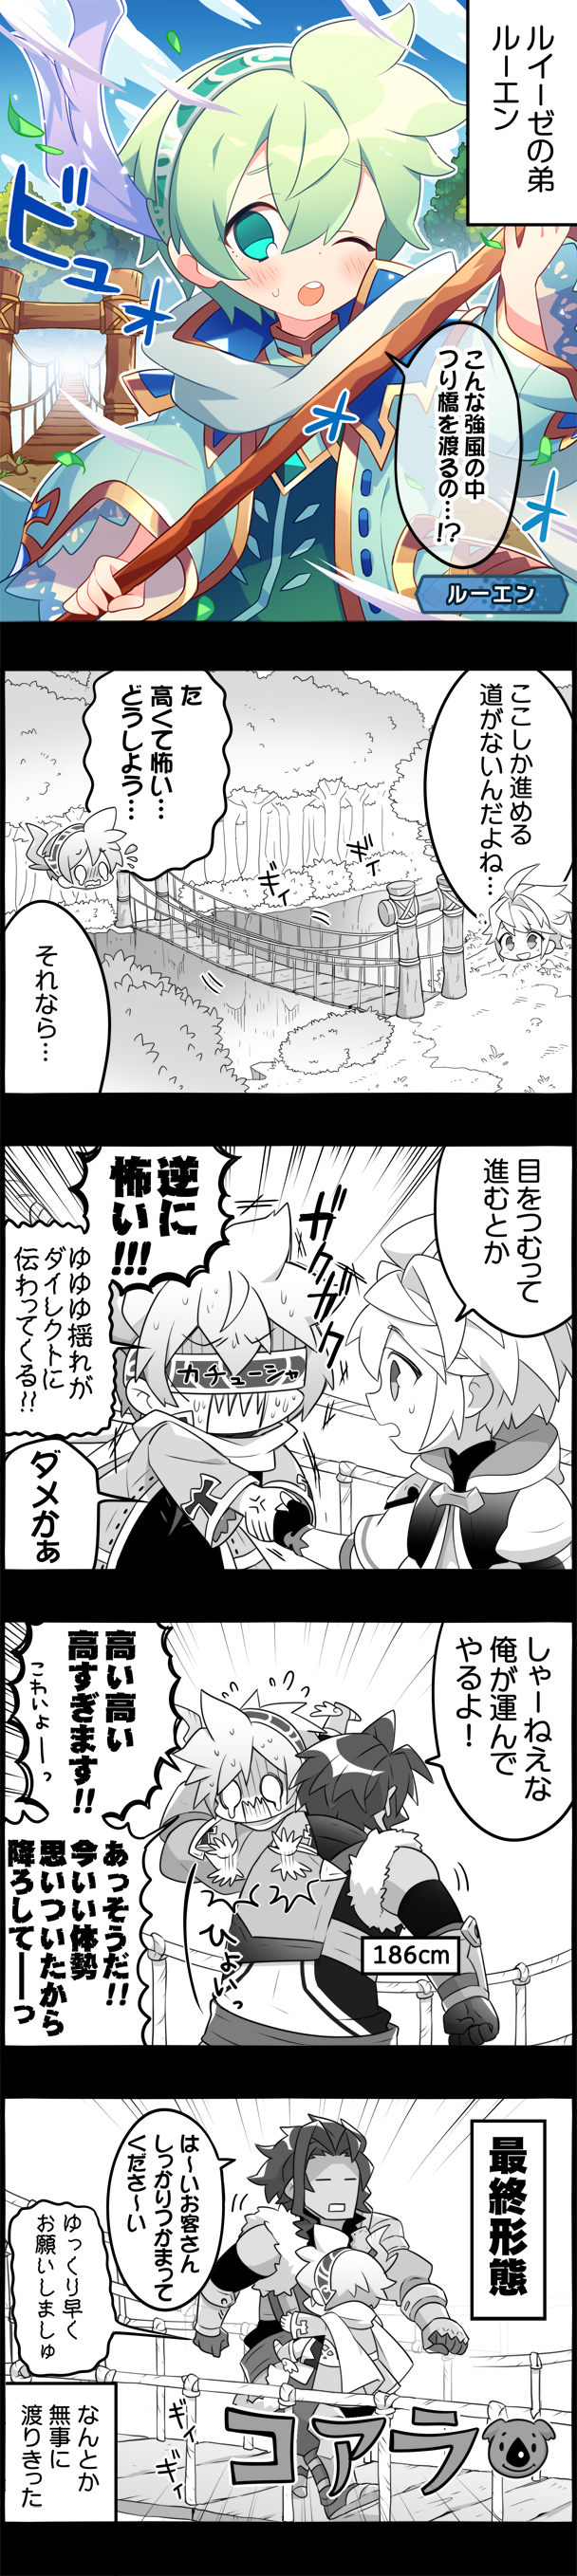 ルイーゼの弟
ルーエン
ビュ
こんな強風の中
つり橋を渡るの…!?
ルーエン
ここしか進める
道がないんだよね…
た
高くて怖い…
どうしよう…
ギィ
ギィ
それなら…
目をつむって
進むとか
ガクガク
逆に
怖い!!!
カチューシャ
ゆゆゆ揺れが
ダイレクトに
伝わってくる!!
ダメかぁ
しゃーねえな
俺が運んで
やるよ!
高い高い
高すぎます!!
こわいよーっ
ひょいっ
186cm
あっそうだ!!
今いい体勢
思いついたから
降ろしてーっ
最終形態
は〜いお客さん
しっかりつかまって
くださ〜い
ゆっくり早く
お願いしましゅ
コアラ
ギィ
ギィ
なんとか
無事に
渡りきった